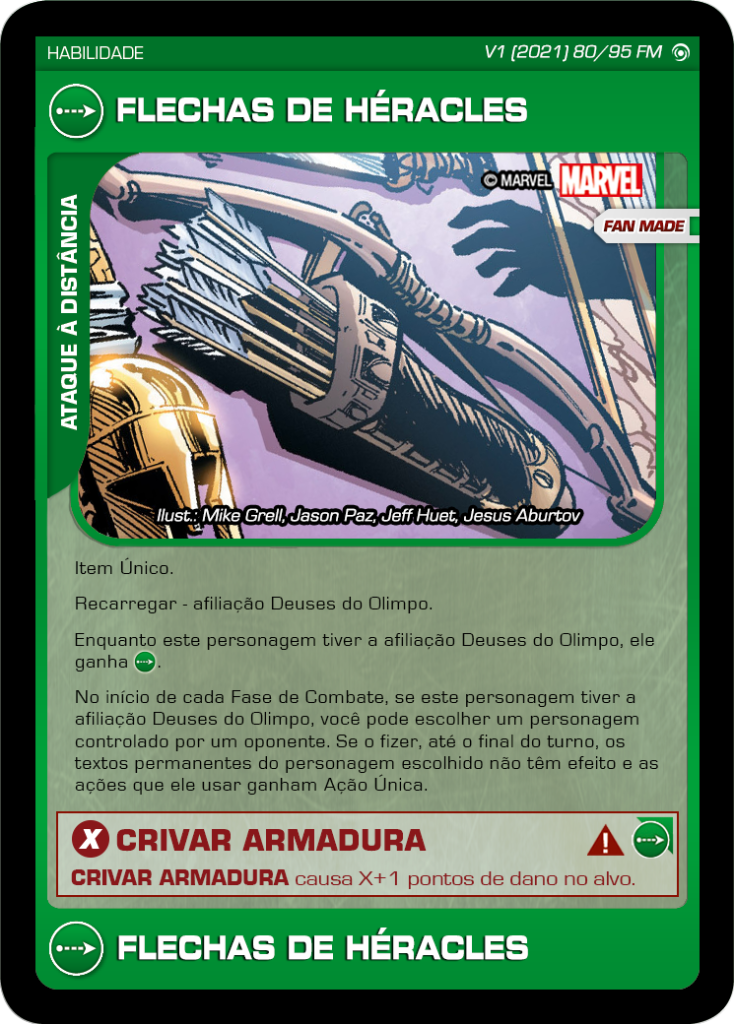 HABILIDADE
V1 (2021) 80/95 FM
FLECHAS DE HÉRACLES
ATAQUE À DISTÂNCIA
© MARVEL MARVEL
FAN MADE
Ilust.: Mike Grell, Jason Paz, Jeff Huet, Jesus Aburtov
Item Único.
Recarregar - afiliação Deuses do Olimpo.
Enquanto este personagem tiver a afiliação Deuses do Olimpo, ele
ganha .
No início de cada Fase de Combate, se este personagem tiver a
afiliação Deuses do Olimpo, você pode escolher um personagem
controlado por um oponente. Se o fizer, até o final do turno, os
textos permanentes do personagem escolhido não têm efeito e as
ações que ele usar ganham Ação Única.
X CRIVAR ARMADURA !
CRIVAR ARMADURA causa X+1 pontos de dano no alvo.
FLECHAS DE HÉRACLES